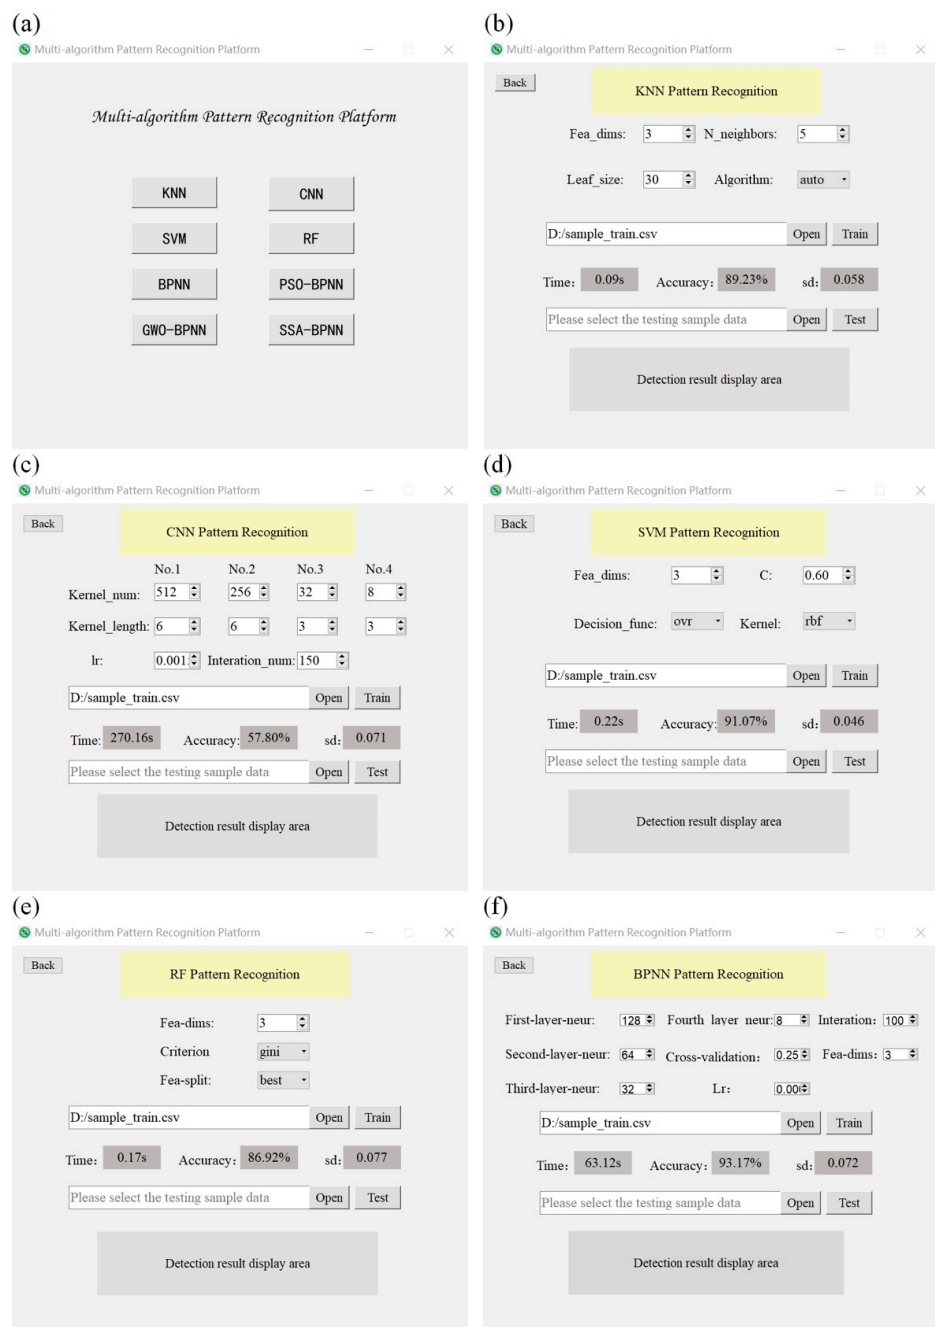 (a)
Multi-algorithm Pattern Recognition Platform
Multi-algorithm Pattern Recognition Platform
KNN CNN
SVM RF
BPNN PSO-BPNN
GWO-BPNN SSA-BPNN
(b)
Multi-algorithm Pattern Recognition Platform
Back
KNN Pattern Recognition
Fea_dims: 3 N_neighbors: 5
Leaf_size: 30 Algorithm: auto
D:/sample_train.csv Open Train
Time: 0.09s Accuracy: 89.23% sd: 0.058
Please select the testing sample data Open Test
Detection result display area
(c)
Multi-algorithm Pattern Recognition Platform
Back
CNN Pattern Recognition
No.1 No.2 No.3 No.4
Kernel_num: 512 256 32 8
Kernel_length: 6 6 3 3
lr: 0.001 Interation_num: 150
D:/sample_train.csv Open Train
Time: 270.16s Accuracy: 57.80% sd: 0.071
Please select the testing sample data Open Test
Detection result display area
(d)
Multi-algorithm Pattern Recognition Platform
Back
SVM Pattern Recognition
Fea_dims: 3 C: 0.60
Decision_func: ovr Kernel: rbf
D:/sample_train.csv Open Train
Time: 0.22s Accuracy: 91.07% sd: 0.046
Please select the testing sample data Open Test
Detection result display area
(e)
Multi-algorithm Pattern Recognition Platform
Back
RF Pattern Recognition
Fea-dims: 3
Criterion gini
Fea-split: best
D:/sample_train.csv Open Train
Time: 0.17s Accuracy: 86.92% sd: 0.077
Please select the testing sample data Open Test
Detection result display area
(f)
Multi-algorithm Pattern Recognition Platform
Back
BPNN Pattern Recognition
First-layer-neur: 128 Fourth layer neur: 8 Interation: 100
Second-layer-neur: 64 Cross-validation: 0.25 Fea-dims: 3
Third-layer-neur: 32 Lr:
D:/sample_train.csv Open Train
Time: 63.12s Accuracy: 93.17% sd: 0.072
Please select the testing sample data Open Test
Detection result display area